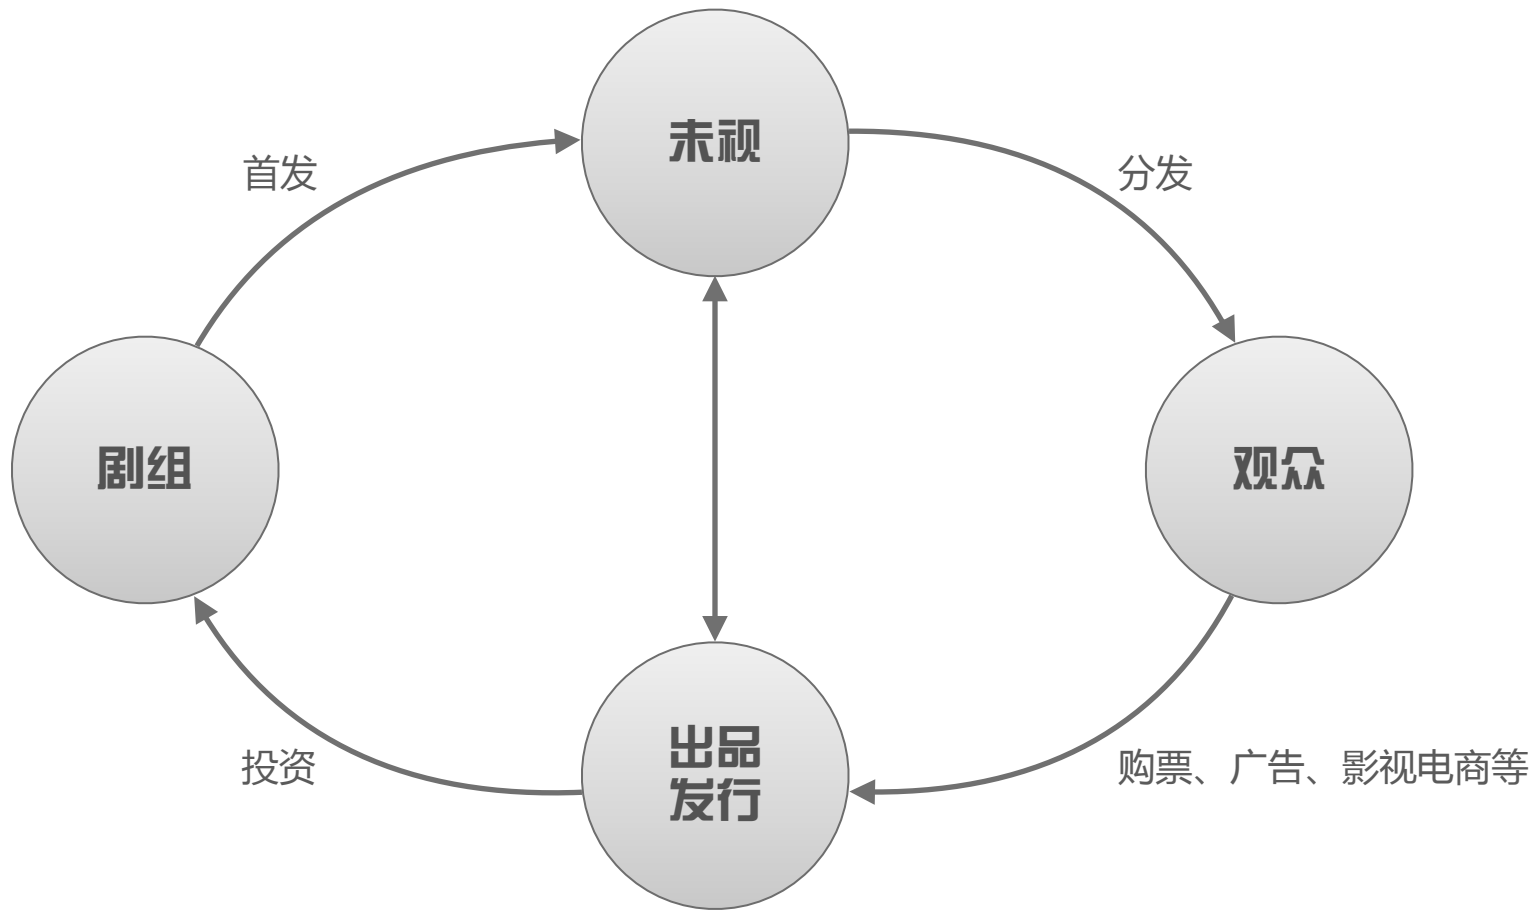 未视
首发
分发
剧组
观众
出品
发行
投资
购票、广告、影视电商等